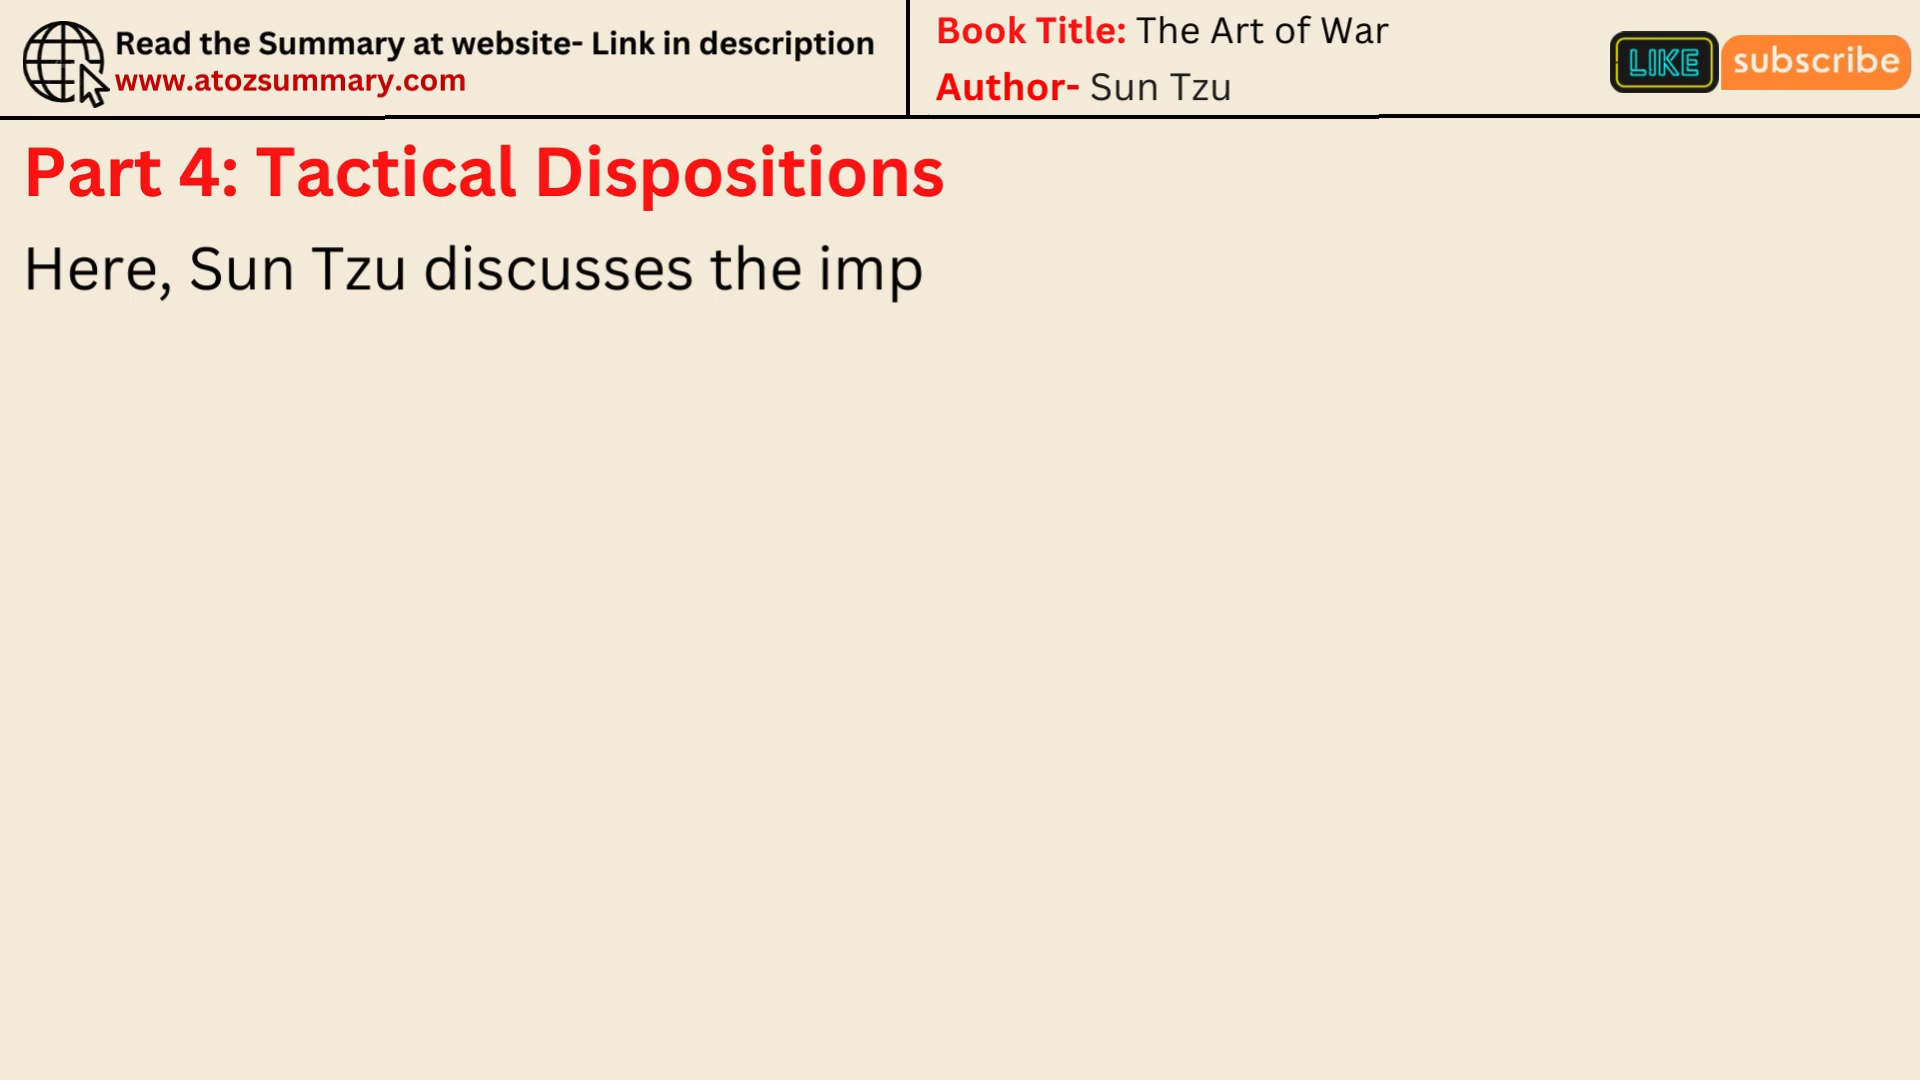 Read the Summary at website- Link in description
www.atozsummary.com
Book Title: The Art of War
Author- Sun Tzu
LIKE
subscribe
Part 4: Tactical Dispositions
Here, Sun Tzu discusses the imp